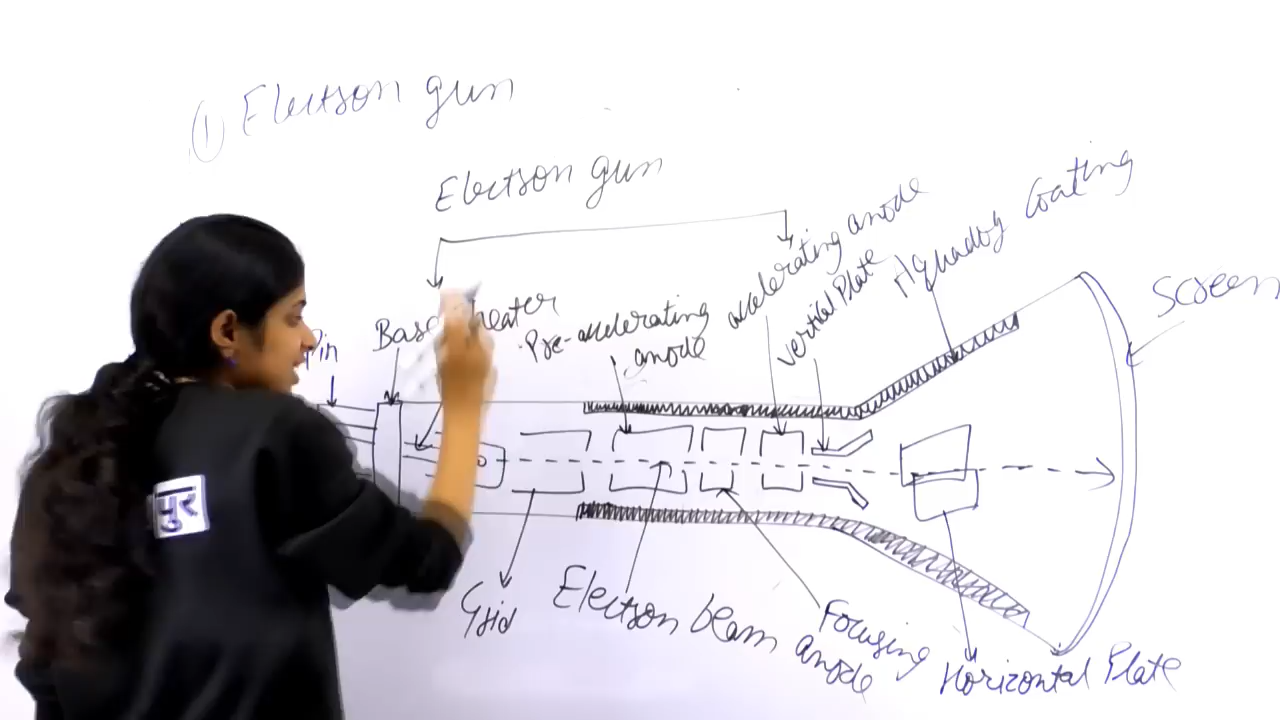 ① Electron gun
Electron gun
Pin
Base
heater
Pre-accelerating
anode
accelerating anode
vertical Plate
Aquadog Coating
Screen
Grid
Electron beam
Focusing
anode
Horizontal Plate